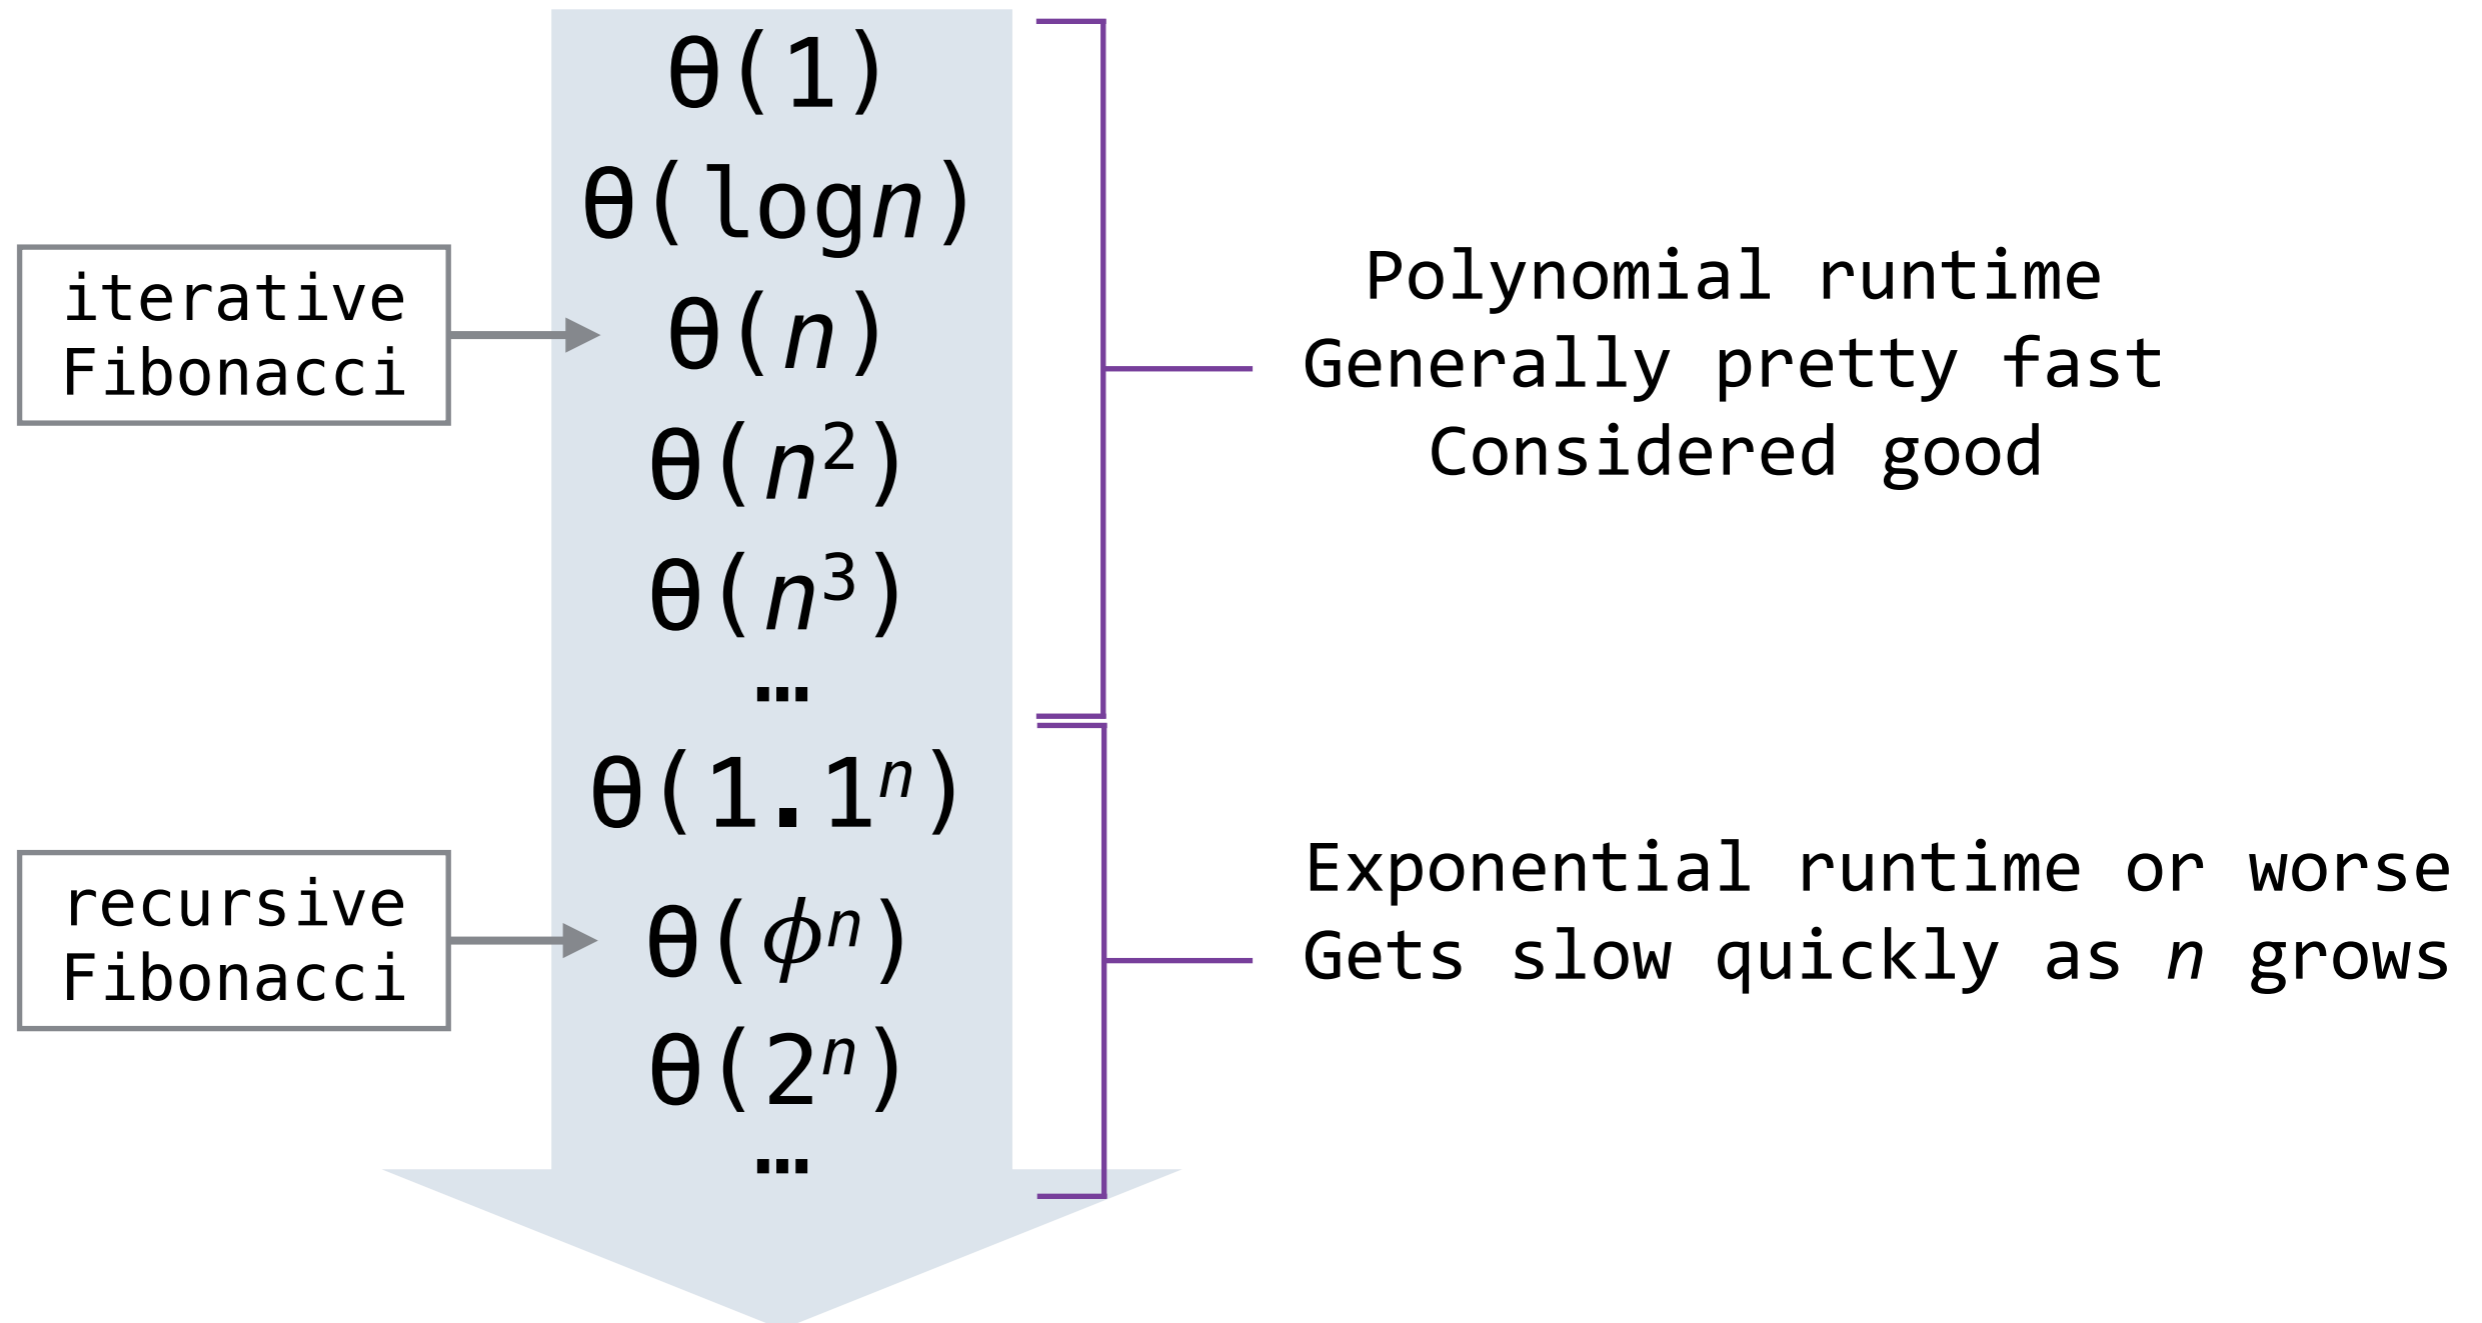 θ(1)
θ(logn)
iterative
Fibonacci
θ(n)
θ(n²)
θ(n³)
…
Polynomial runtime
Generally pretty fast
Considered good
θ(1.1ⁿ)
recursive
Fibonacci
θ(ϕⁿ)
θ(2ⁿ)
…
Exponential runtime or worse
Gets slow quickly as n grows